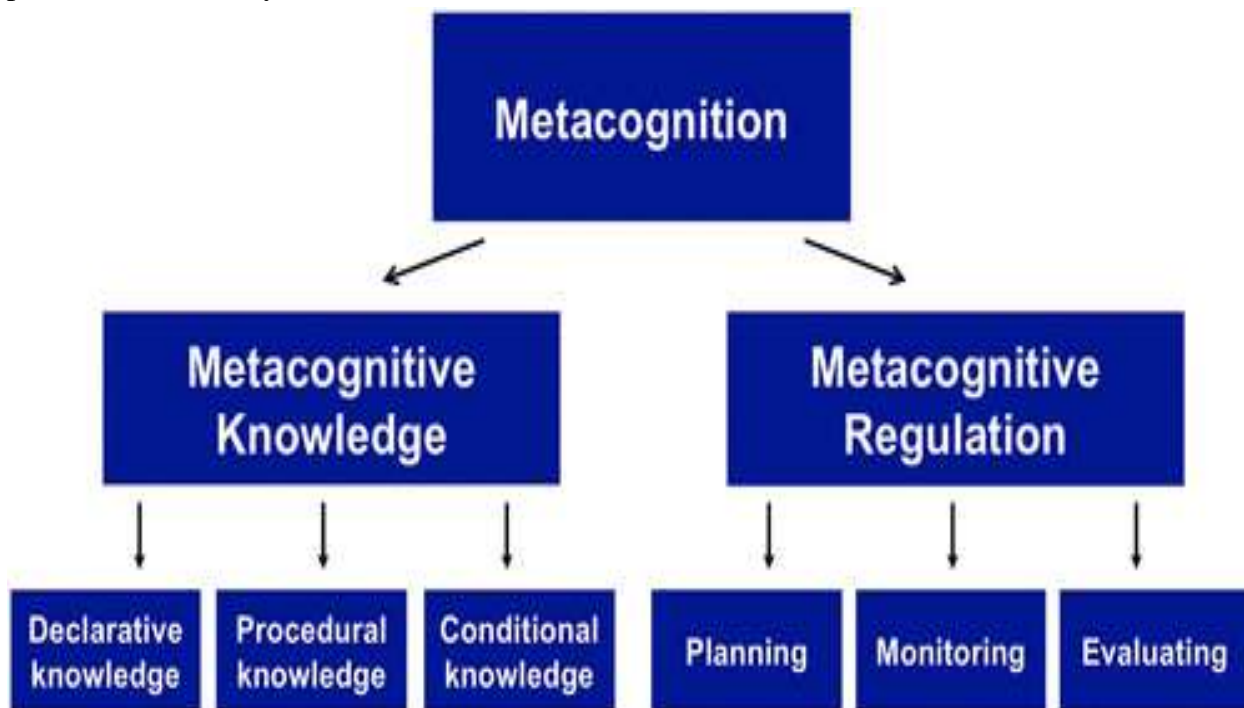 Metacognition
Metacognitive
Knowledge
Metacognitive
Regulation
Declarative
knowledge
Procedural
knowledge
Conditional
knowledge
Planning
Monitoring
Evaluating